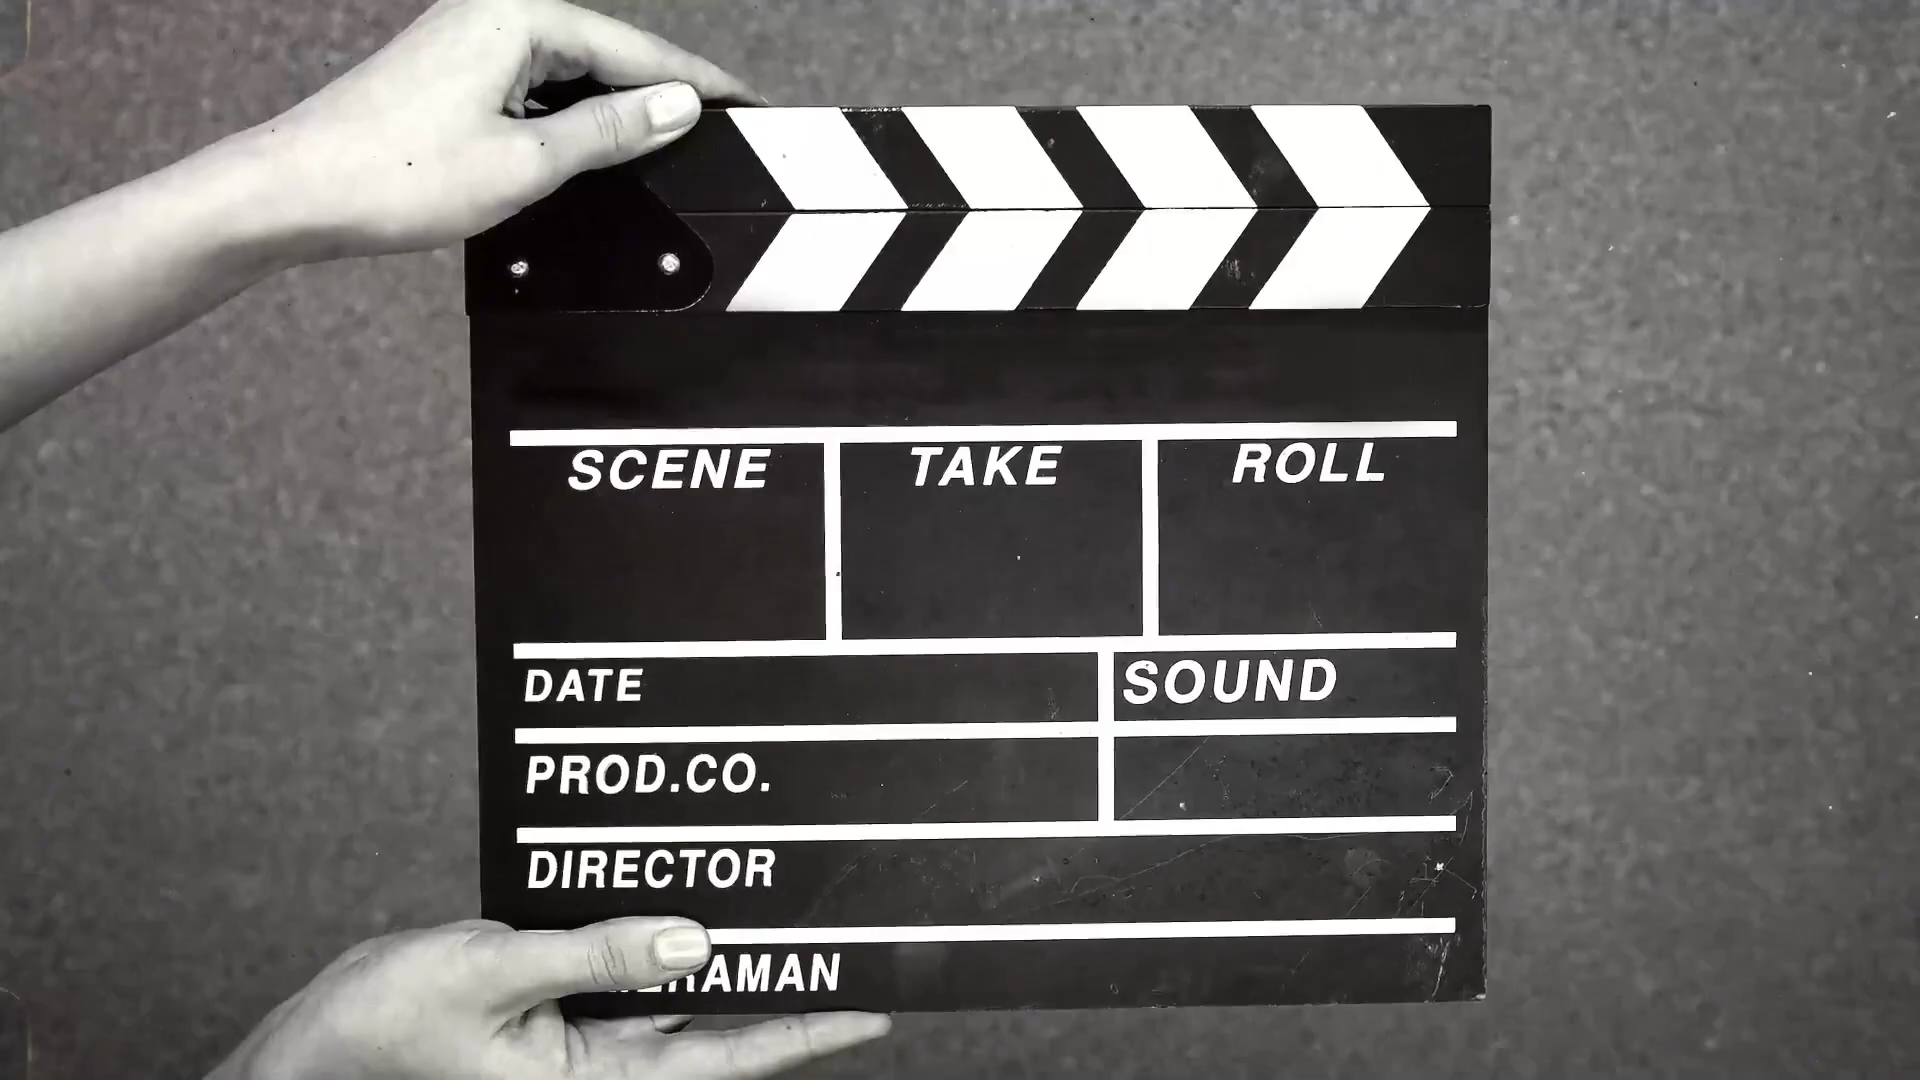 SCENE TAKE ROLL
DATE SOUND
PROD.CO.
DIRECTOR